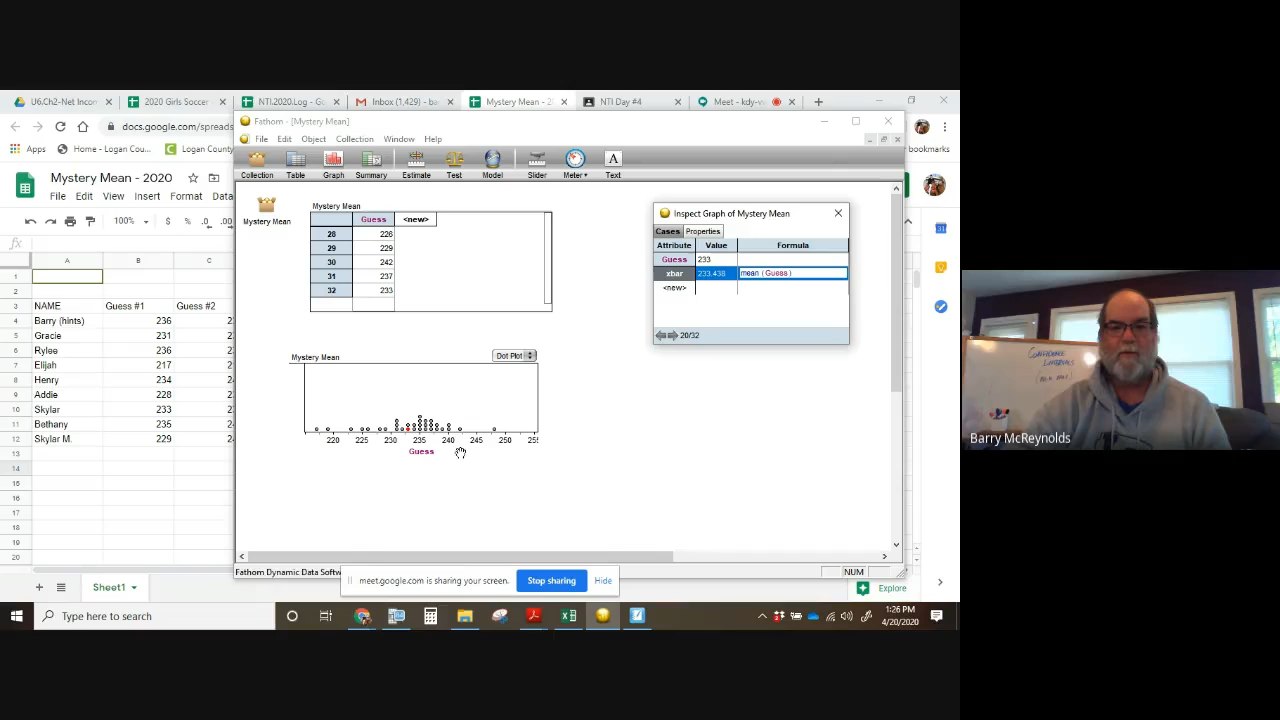 U6.Ch2-Net Incom
2020 Girls Soccer
NTI.2020.Log - G
Inbox (1,429) - ba
Mystery Mean - 20
NTI Day #4
Meet - kdy-v
docs.google.com/spreads
Fathom - [Mystery Mean]
File Edit Object Collection Window Help
Apps
Home - Logan Cou
bookmarks
Collection Table Graph Summary Estimate Test Model Slider Meter Text
Mystery Mean - 2020
File Edit View Insert Format Data
100% $ % .0
fx
A B C
NAME Guess #1 Guess #2
1
2
3
4 Barry (hints) 236
5 Gracie 231
6 Rylee 236
7 Elijah 217
8 Henry 234
9 Addie 228
10 Skylar 233
11 Bethany 235
12 Skylar M. 229
13
14
15
16
17
18
19
20
Sheet1
Mystery Mean
Mystery Mean
Guess <new>
28 226
29 229
30 242
31 237
32 233
Inspect Graph of Mystery Mean
Cases Properties
Attribute Value Formula
Guess 233
xbar 233.438 mean (Guess)
<new>
20/32
Mystery Mean
Dot Plot
220 225 230 235 240 245 250 255
Guess
Fathom Dynamic Data Softw
NUM
meet.google.com is sharing your screen.
Stop sharing
Hide
Explore
Type here to search
1:26 PM
4/20/2020
CONFIDENCE
INTERVALS
Barry McReynolds